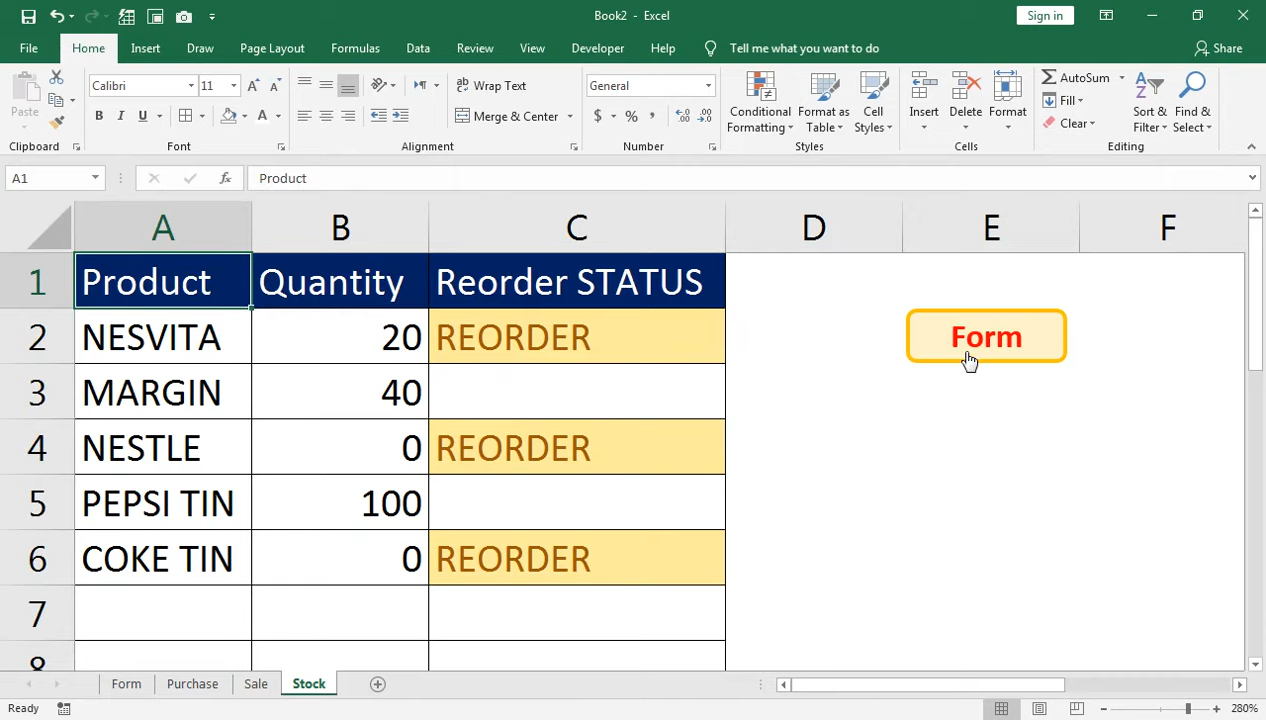 Book2 - Excel
Sign in
File Home Insert Draw Page Layout Formulas Data Review View Developer Help Tell me what you want to do Share
Paste
Calibri 11
B I U A
Wrap Text
Merge & Center
General
$ % ,
Conditional Formatting
Format as Table
Cell Styles
Insert
Delete
Format
AutoSum
Fill
Clear
Sort & Filter
Find & Select
Clipboard Font Alignment Number Styles Cells Editing
A1 fx Product
A B C D E F
1 Product Quantity Reorder STATUS
2 NESVITA 20 REORDER Form
3 MARGIN 40
4 NESTLE 0 REORDER
5 PEPSI TIN 100
6 COKE TIN 0 REORDER
7
8
Form Purchase Sale Stock
Ready 280%